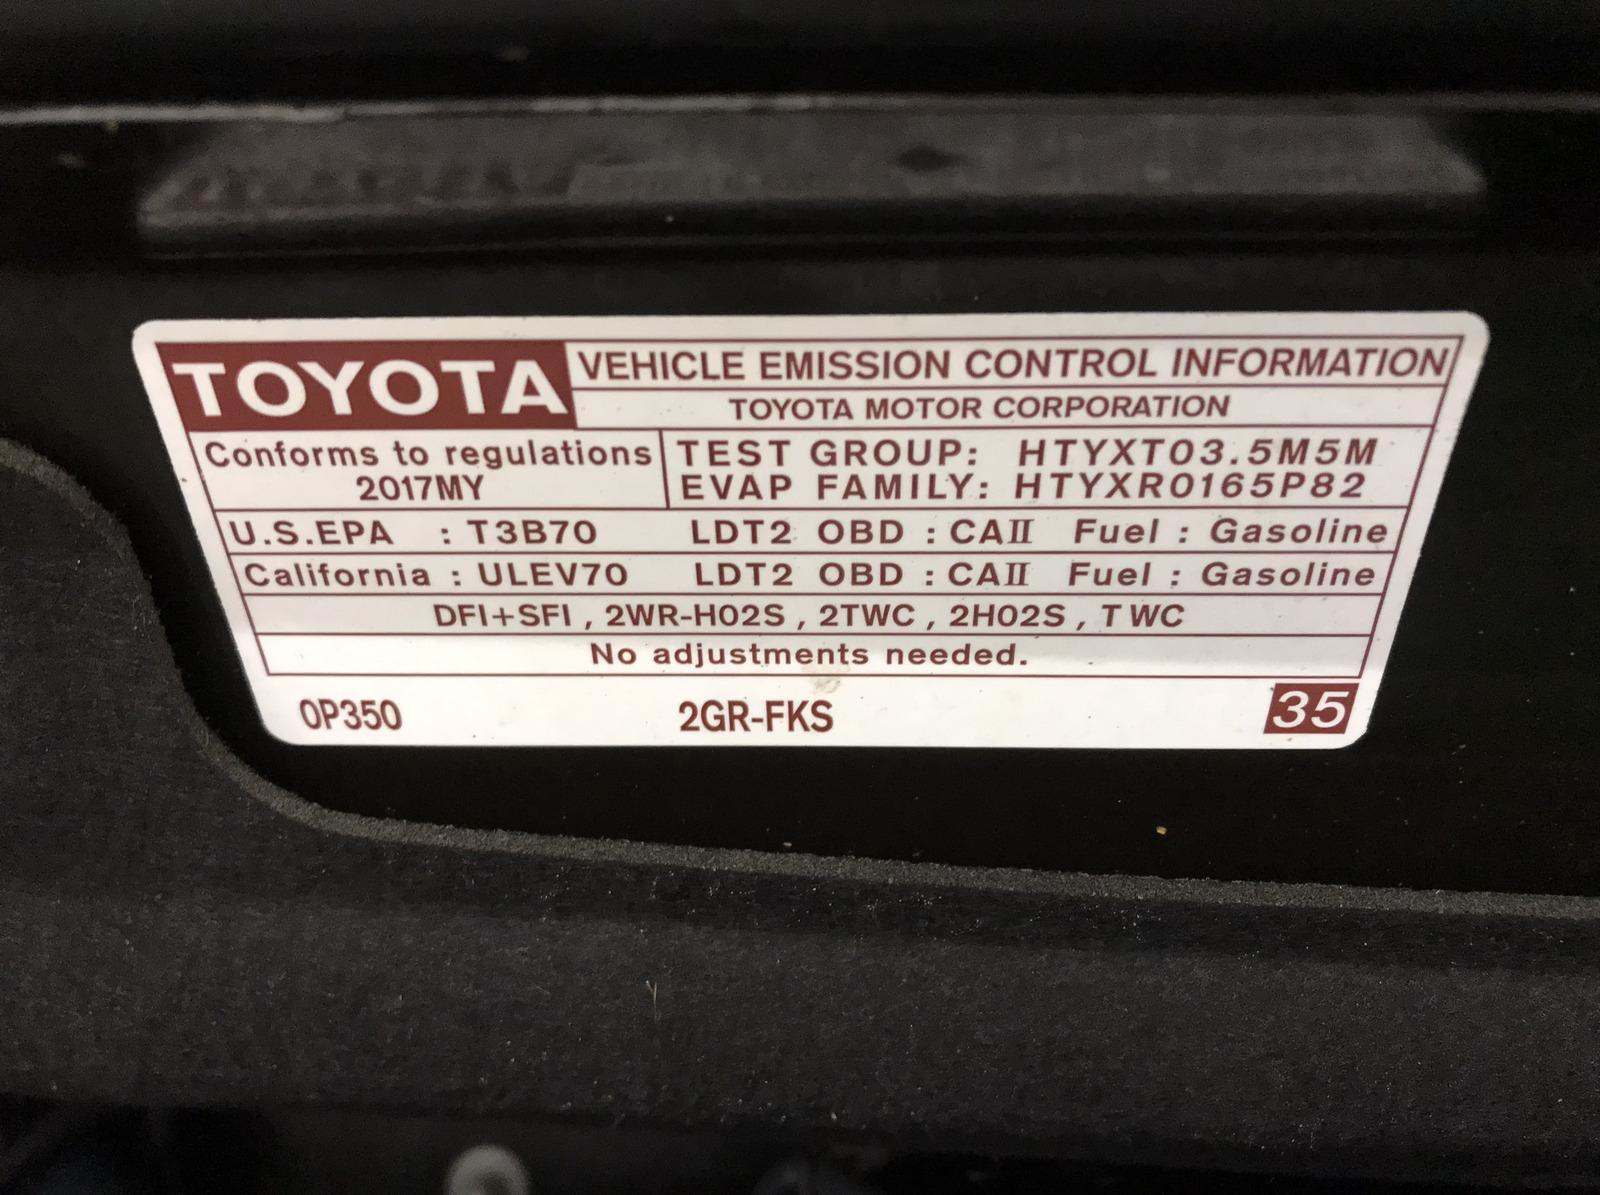 TOYOTA VEHICLE EMISSION CONTROL INFORMATION
TOYOTA MOTOR CORPORATION
Conforms to regulations
2017MY
TEST GROUP: HTYXT03.5M5M
EVAP FAMILY: HTYXR0165P82
U.S.EPA : T3B70 LDT2 OBD : CAII Fuel : Gasoline
California : ULEV70 LDT2 OBD : CAII Fuel : Gasoline
DFI+SFI , 2WR-HO2S , 2TWC , 2HO2S , TWC
No adjustments needed.
0P350 2GR-FKS 35